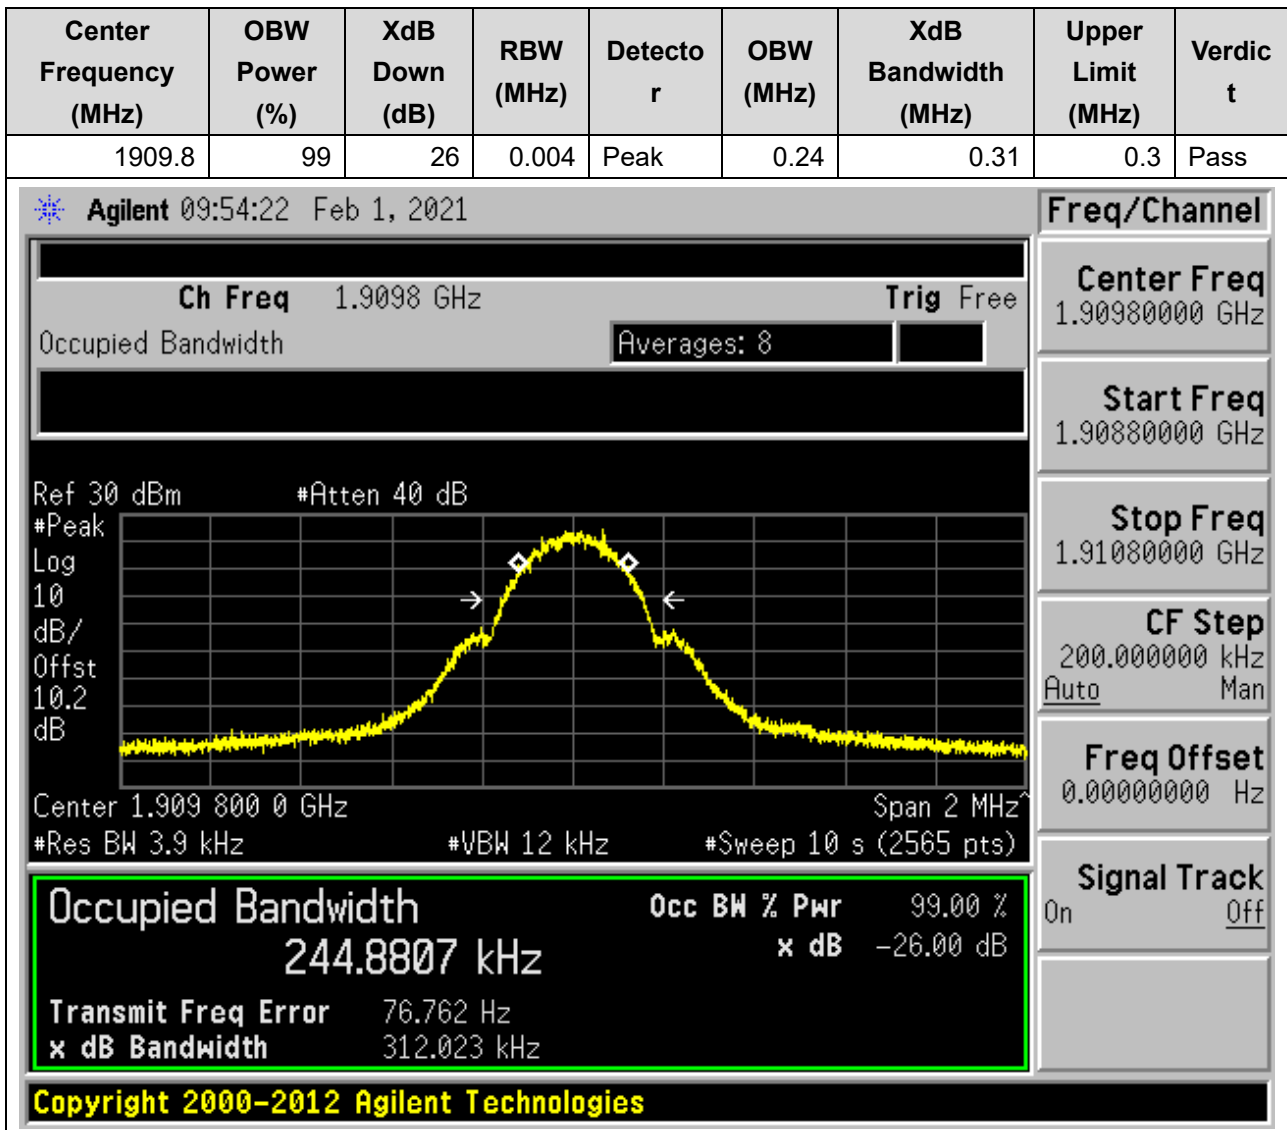 Center Frequency (MHz) OBW Power (%) XdB Down (dB) RBW (MHz) Detecto r OBW (MHz) XdB Bandwidth (MHz) Upper Limit (MHz) Verdic t
1909.8 99 26 0.004 Peak 0.24 0.31 0.3 Pass
Agilent 09:54:22 Feb 1, 2021
Freq/Channel
Ch Freq 1.9098 GHz Trig Free
Occupied Bandwidth Averages: 8
Center Freq
1.90980000 GHz
Start Freq
1.90880000 GHz
Stop Freq
1.91080000 GHz
CF Step
200.000000 kHz
Auto Man
Freq Offset
0.00000000 Hz
Signal Track
On Off
Ref 30 dBm #Atten 40 dB
#Peak
Log
10
dB/
Offst
10.2
dB
Center 1.909 800 0 GHz Span 2 MHz^
#Res BW 3.9 kHz #VBW 12 kHz #Sweep 10 s (2565 pts)
Occupied Bandwidth Occ BW % Pwr 99.00 %
244.8807 kHz x dB -26.00 dB
Transmit Freq Error 76.762 Hz
x dB Bandwidth 312.023 kHz
Copyright 2000-2012 Agilent Technologies